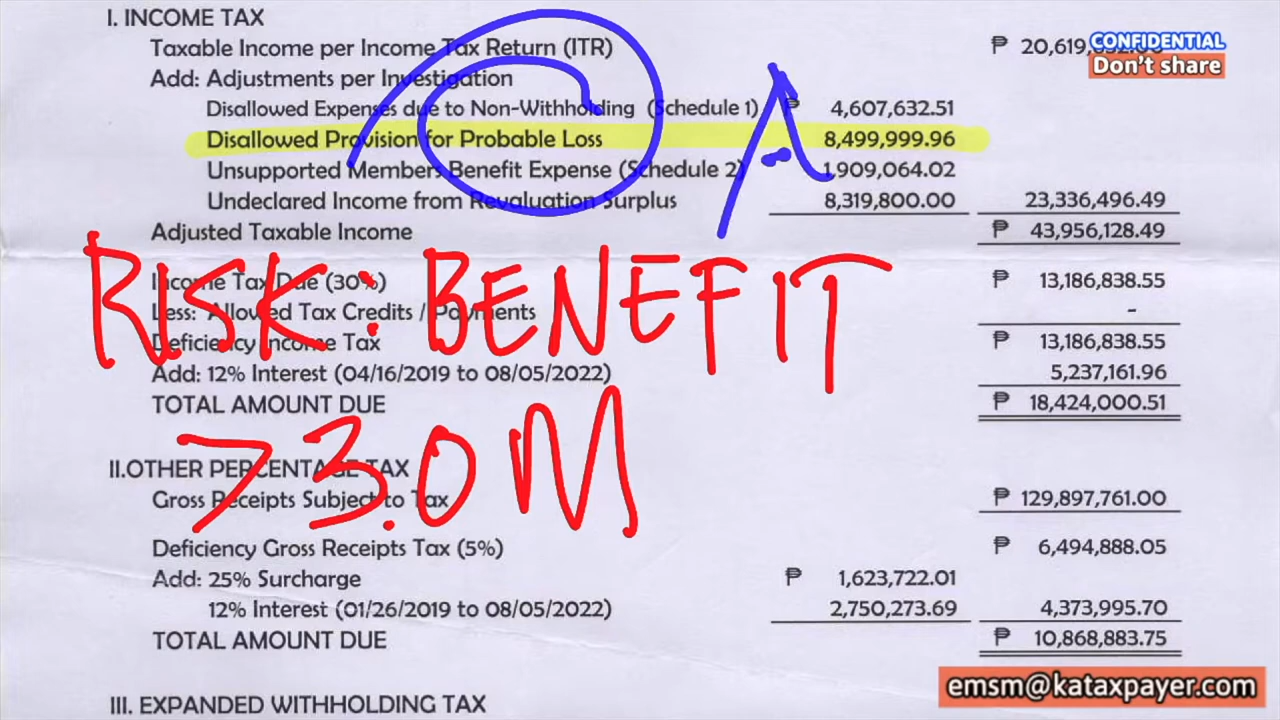 I. INCOME TAX
Taxable Income per Income Tax Return (ITR) ₱ 20,619,
CONFIDENTIAL
Don't share
Add: Adjustments per Investigation
Disallowed Expenses due to Non-Withholding (Schedule 1) ₱ 4,607,632.51
Disallowed Provision for Probable Loss 8,499,999.96
Unsupported Members Benefit Expense (Schedule 2) 1,909,064.02
Undeclared Income from Revaluation Surplus 8,319,800.00 23,336,496.49
Adjusted Taxable Income ₱ 43,956,128.49
RISK: BENEFIT
Income Tax Due (30%) ₱ 13,186,838.55
Less: Allowed Tax Credits / Payments -
Deficiency Income Tax ₱ 13,186,838.55
Add: 12% Interest (04/16/2019 to 08/05/2022) 5,237,161.96
TOTAL AMOUNT DUE ₱ 18,424,000.51
>3.0M
II.OTHER PERCENTAGE TAX
Gross Receipts Subject to Tax ₱ 129,897,761.00
Deficiency Gross Receipts Tax (5%) ₱ 6,494,888.05
Add: 25% Surcharge ₱ 1,623,722.01
12% Interest (01/26/2019 to 08/05/2022) 2,750,273.69 4,373,995.70
TOTAL AMOUNT DUE ₱ 10,868,883.75
emsm@kataxpayer.com
III. EXPANDED WITHHOLDING TAX